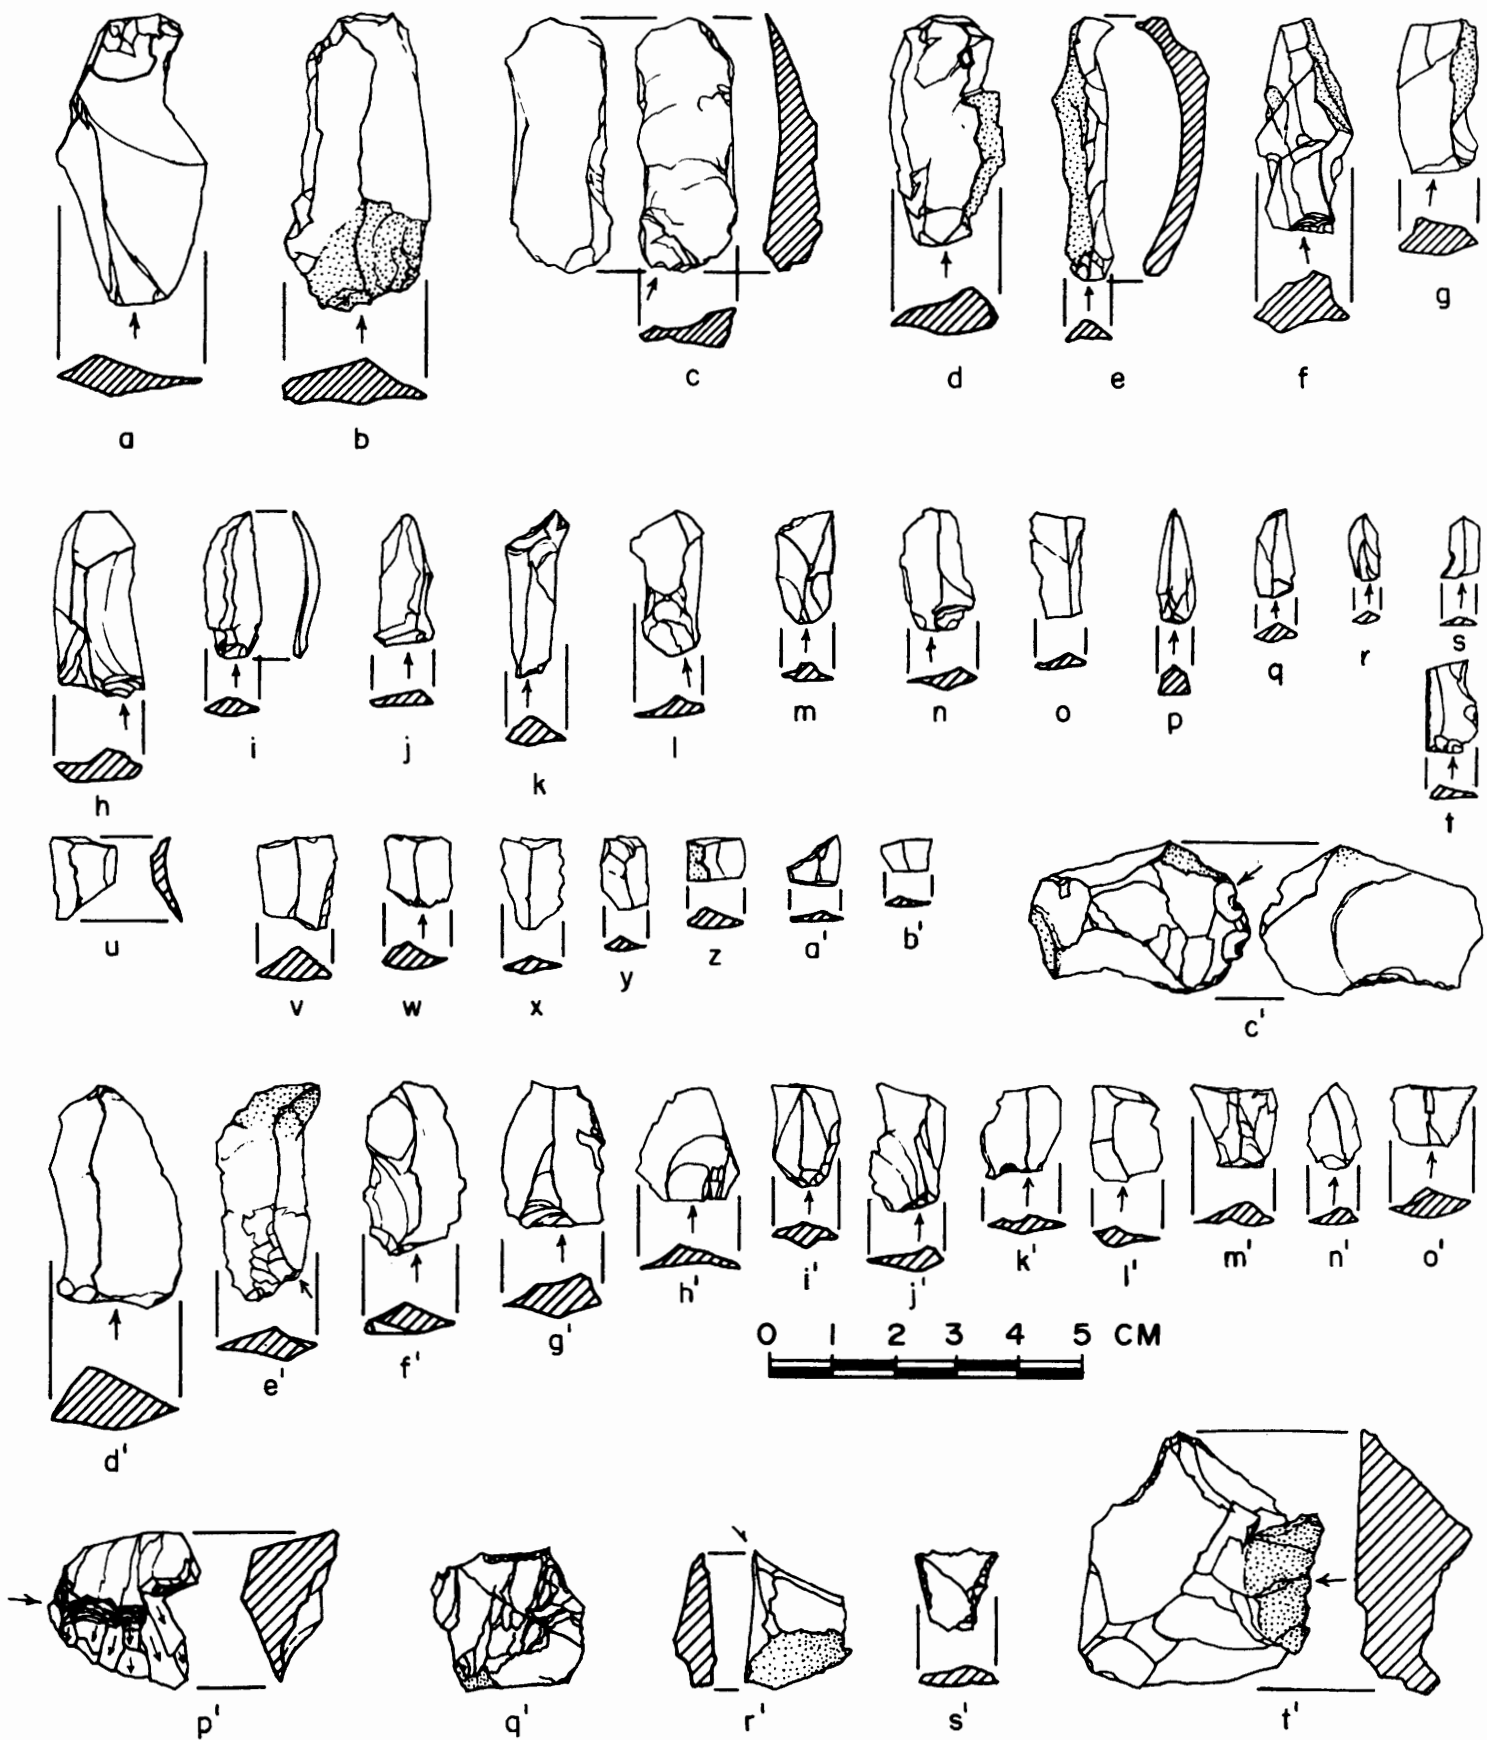 a b c d e f g
h i j k l m n o p q r s
t
u v w x y z a' b' c'
d' e' f' g' h' i' j' k' l' m' n' o'
0 1 2 3 4 5 CM
p' q' r' s' t'